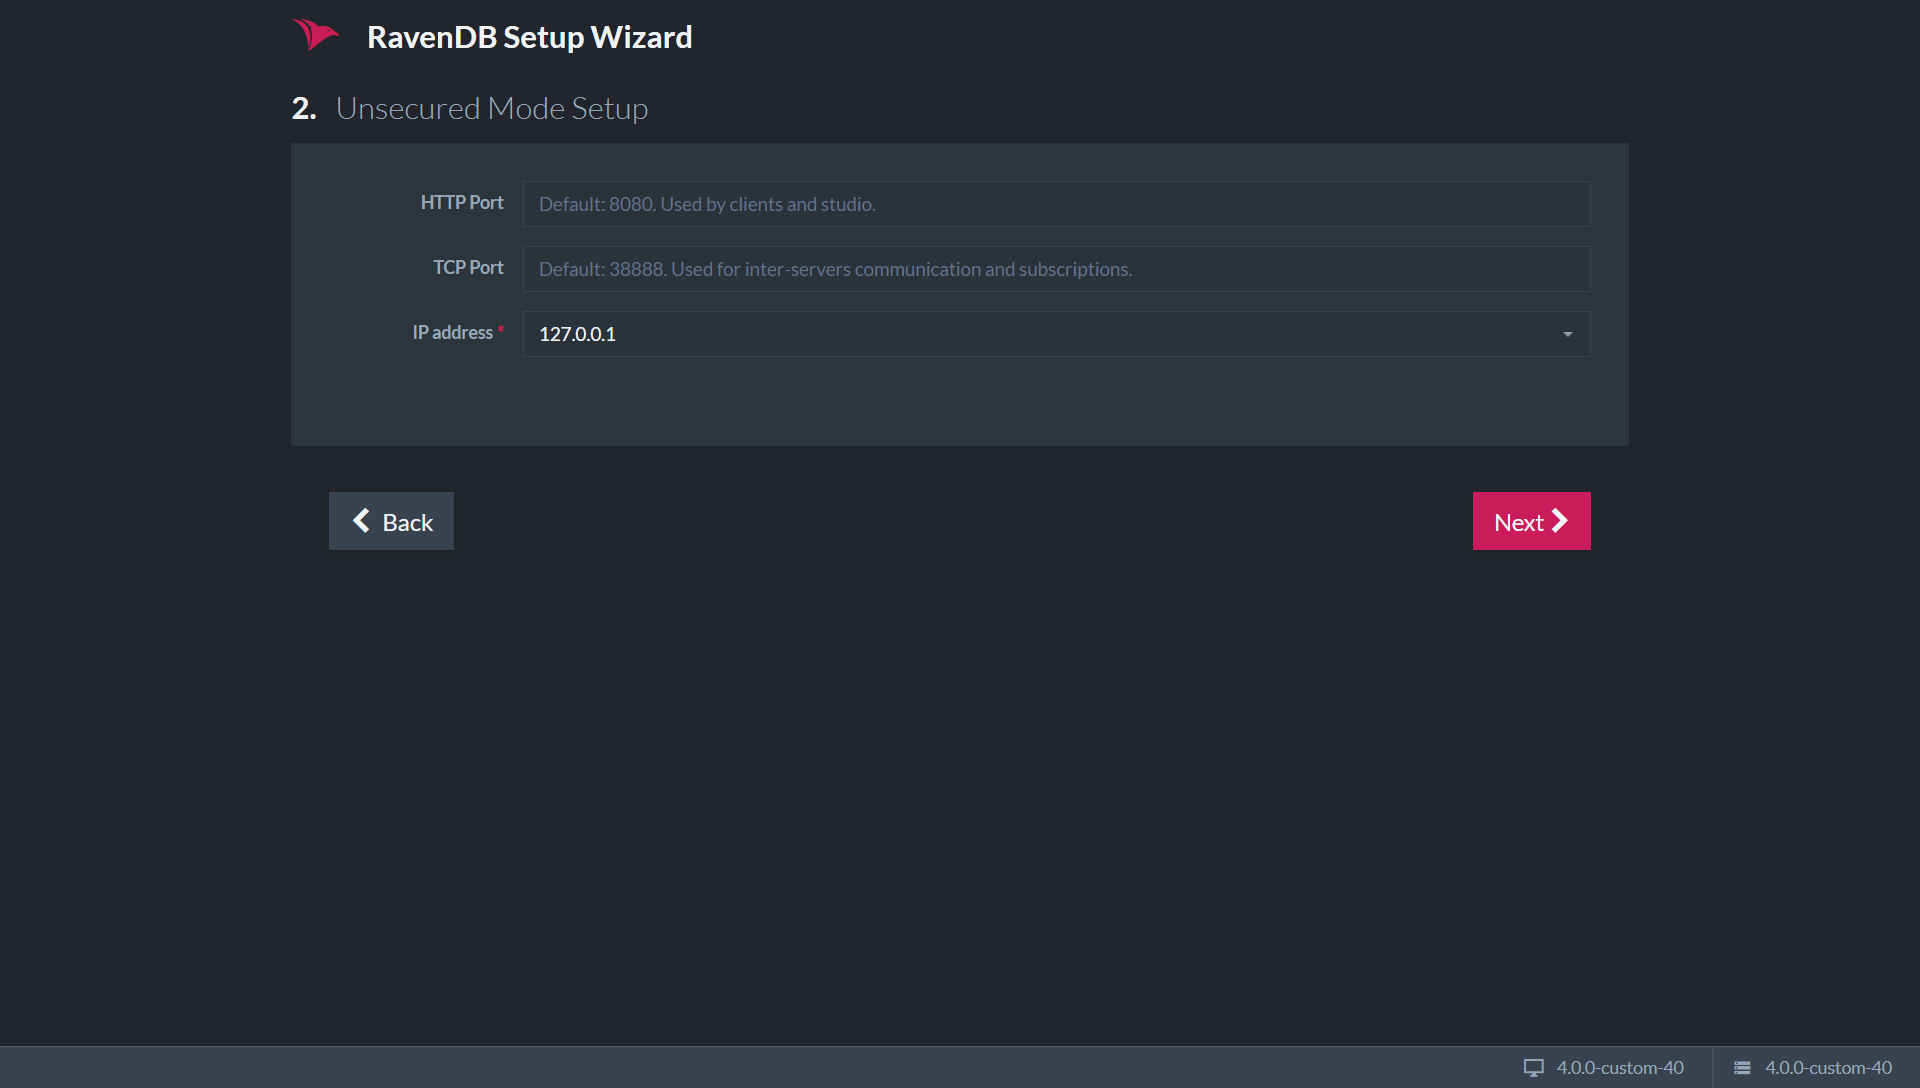 RavenDB Setup Wizard
2. Unsecured Mode Setup
HTTP Port
Default: 8080. Used by clients and studio.
TCP Port
Default: 38888. Used for inter-servers communication and subscriptions.
IP address *
127.0.0.1
Back
Next
4.0.0-custom-40
4.0.0-custom-40